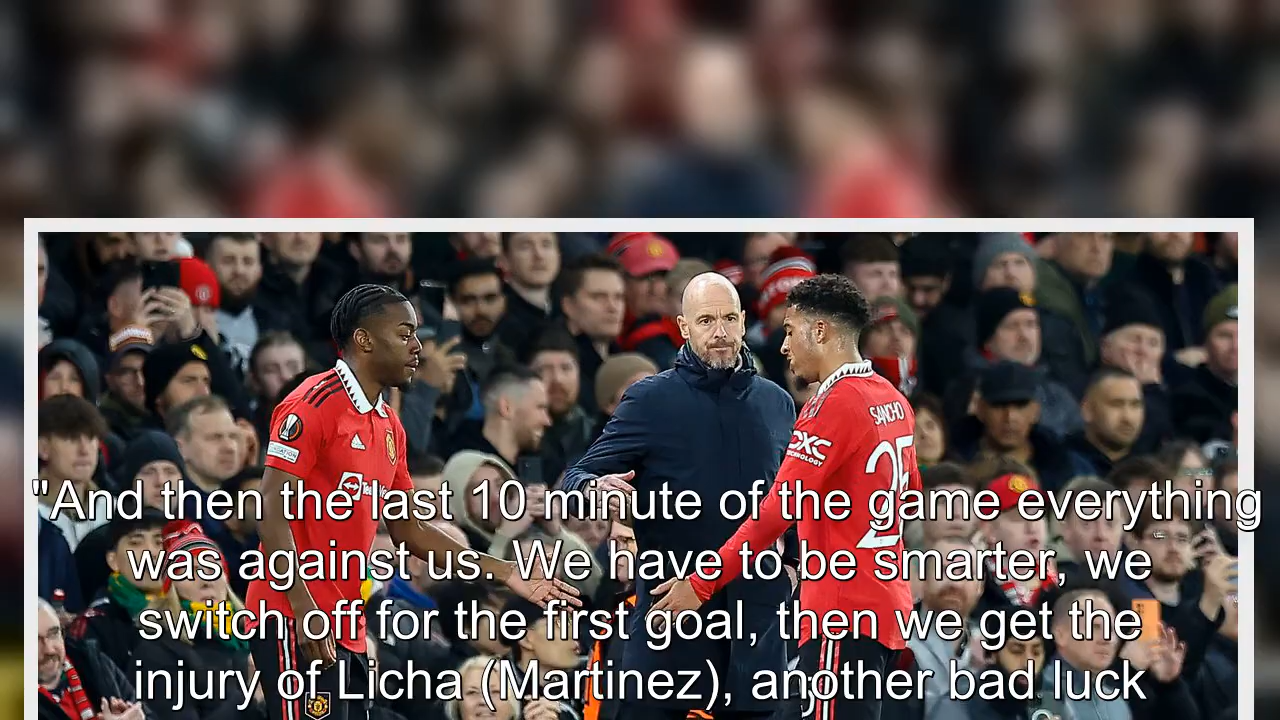 SANCHO
DXC
TECHNOLOGY
25
"And then the last 10 minute of the game everything
was against us. We have to be smarter, we
switch off for the first goal, then we get the
injury of Licha (Martinez), another bad luck